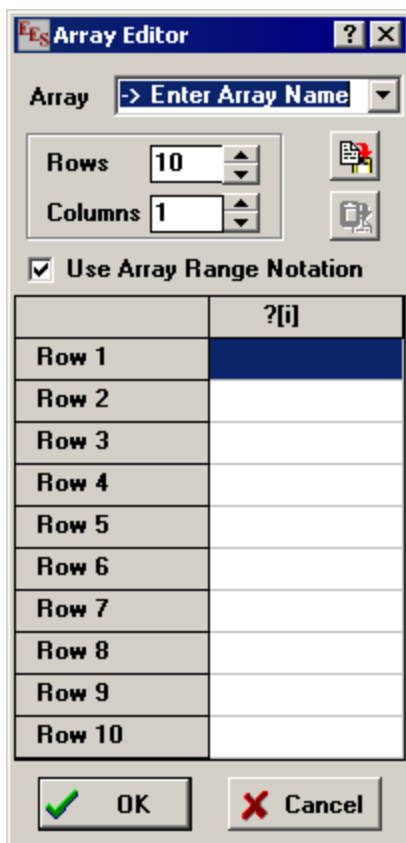 EES Array Editor
Array -> Enter Array Name
Rows 10
Columns 1
Use Array Range Notation
?[i]
Row 1
Row 2
Row 3
Row 4
Row 5
Row 6
Row 7
Row 8
Row 9
Row 10
OK Cancel